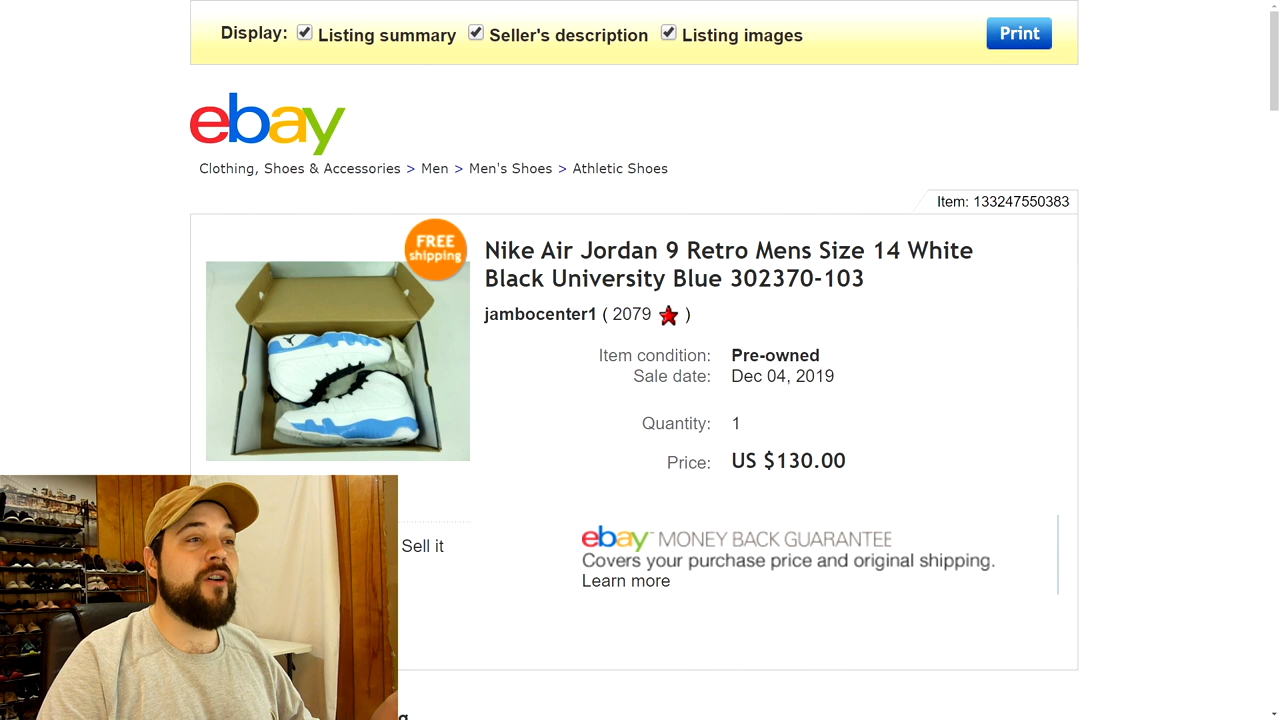 Display: Listing summary Seller's description Listing images Print
ebay
Clothing, Shoes & Accessories > Men > Men's Shoes > Athletic Shoes
Item: 133247550383
FREE
shipping
Nike Air Jordan 9 Retro Mens Size 14 White
Black University Blue 302370-103
jambocenter1 ( 2079 )
Item condition: Pre-owned
Sale date: Dec 04, 2019
Quantity: 1
Price: US $130.00
Sell it
ebay™ MONEY BACK GUARANTEE
Covers your purchase price and original shipping.
Learn more